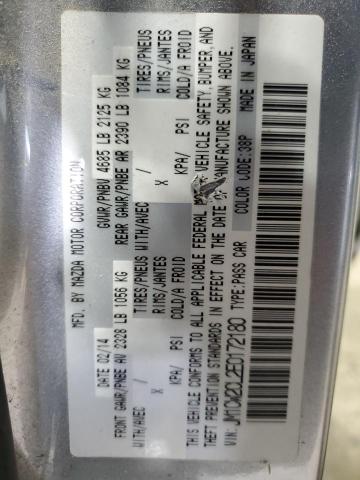 MFD. BY MAZDA MOTOR CORPORATION
DATE 02/14 GVWR/PNBV 4685 LB 2125 KG
FRONT GAWR/PNBE AV 2328 LB 1056 KG REAR GAWR/PNBE AR 2390 LB 1084 KG
WITH/AVEC / TIRES/PNEUS WITH/AVEC / TIRES/PNEUS
X RIMS/JANTES X RIMS/JANTES
KPA/ PSI COLD/A FROID KPA/ PSI COLD/A FROID
THIS VEHICLE CONFORMS TO ALL APPLICABLE FEDERAL VEHICLE SAFETY, BUMPER, AND
THEFT PREVENTION STANDARDS IN EFFECT ON THE DATE OF MANUFACTURE SHOWN ABOVE.
VIN: TYPE: PASS CAR COLOR CODE: 38P MADE IN JAPAN